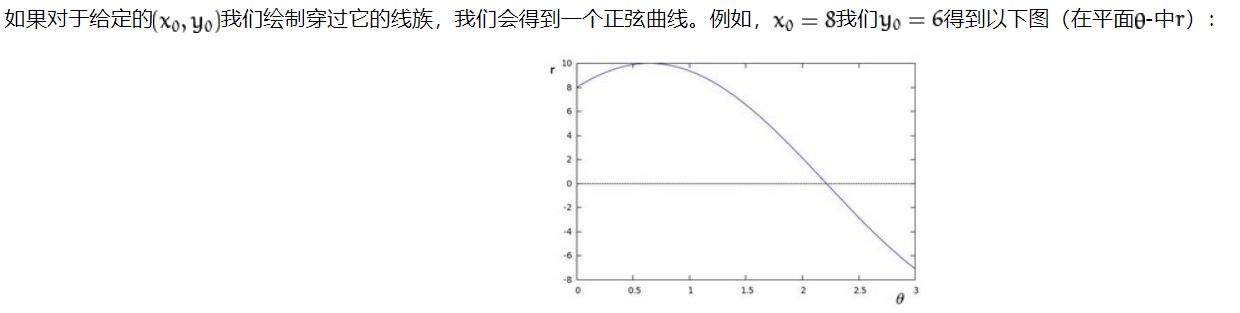 如果对于给定的(x₀, y₀)我们绘制穿过它的线族，我们会得到一个正弦曲线。例如，x₀ = 8我们y₀ = 6得到以下图（在平面θ-中r）：
r
10
8
6
4
2
0
-2
-4
-6
-8
0 0.5 1 1.5 2 2.5 3
θ